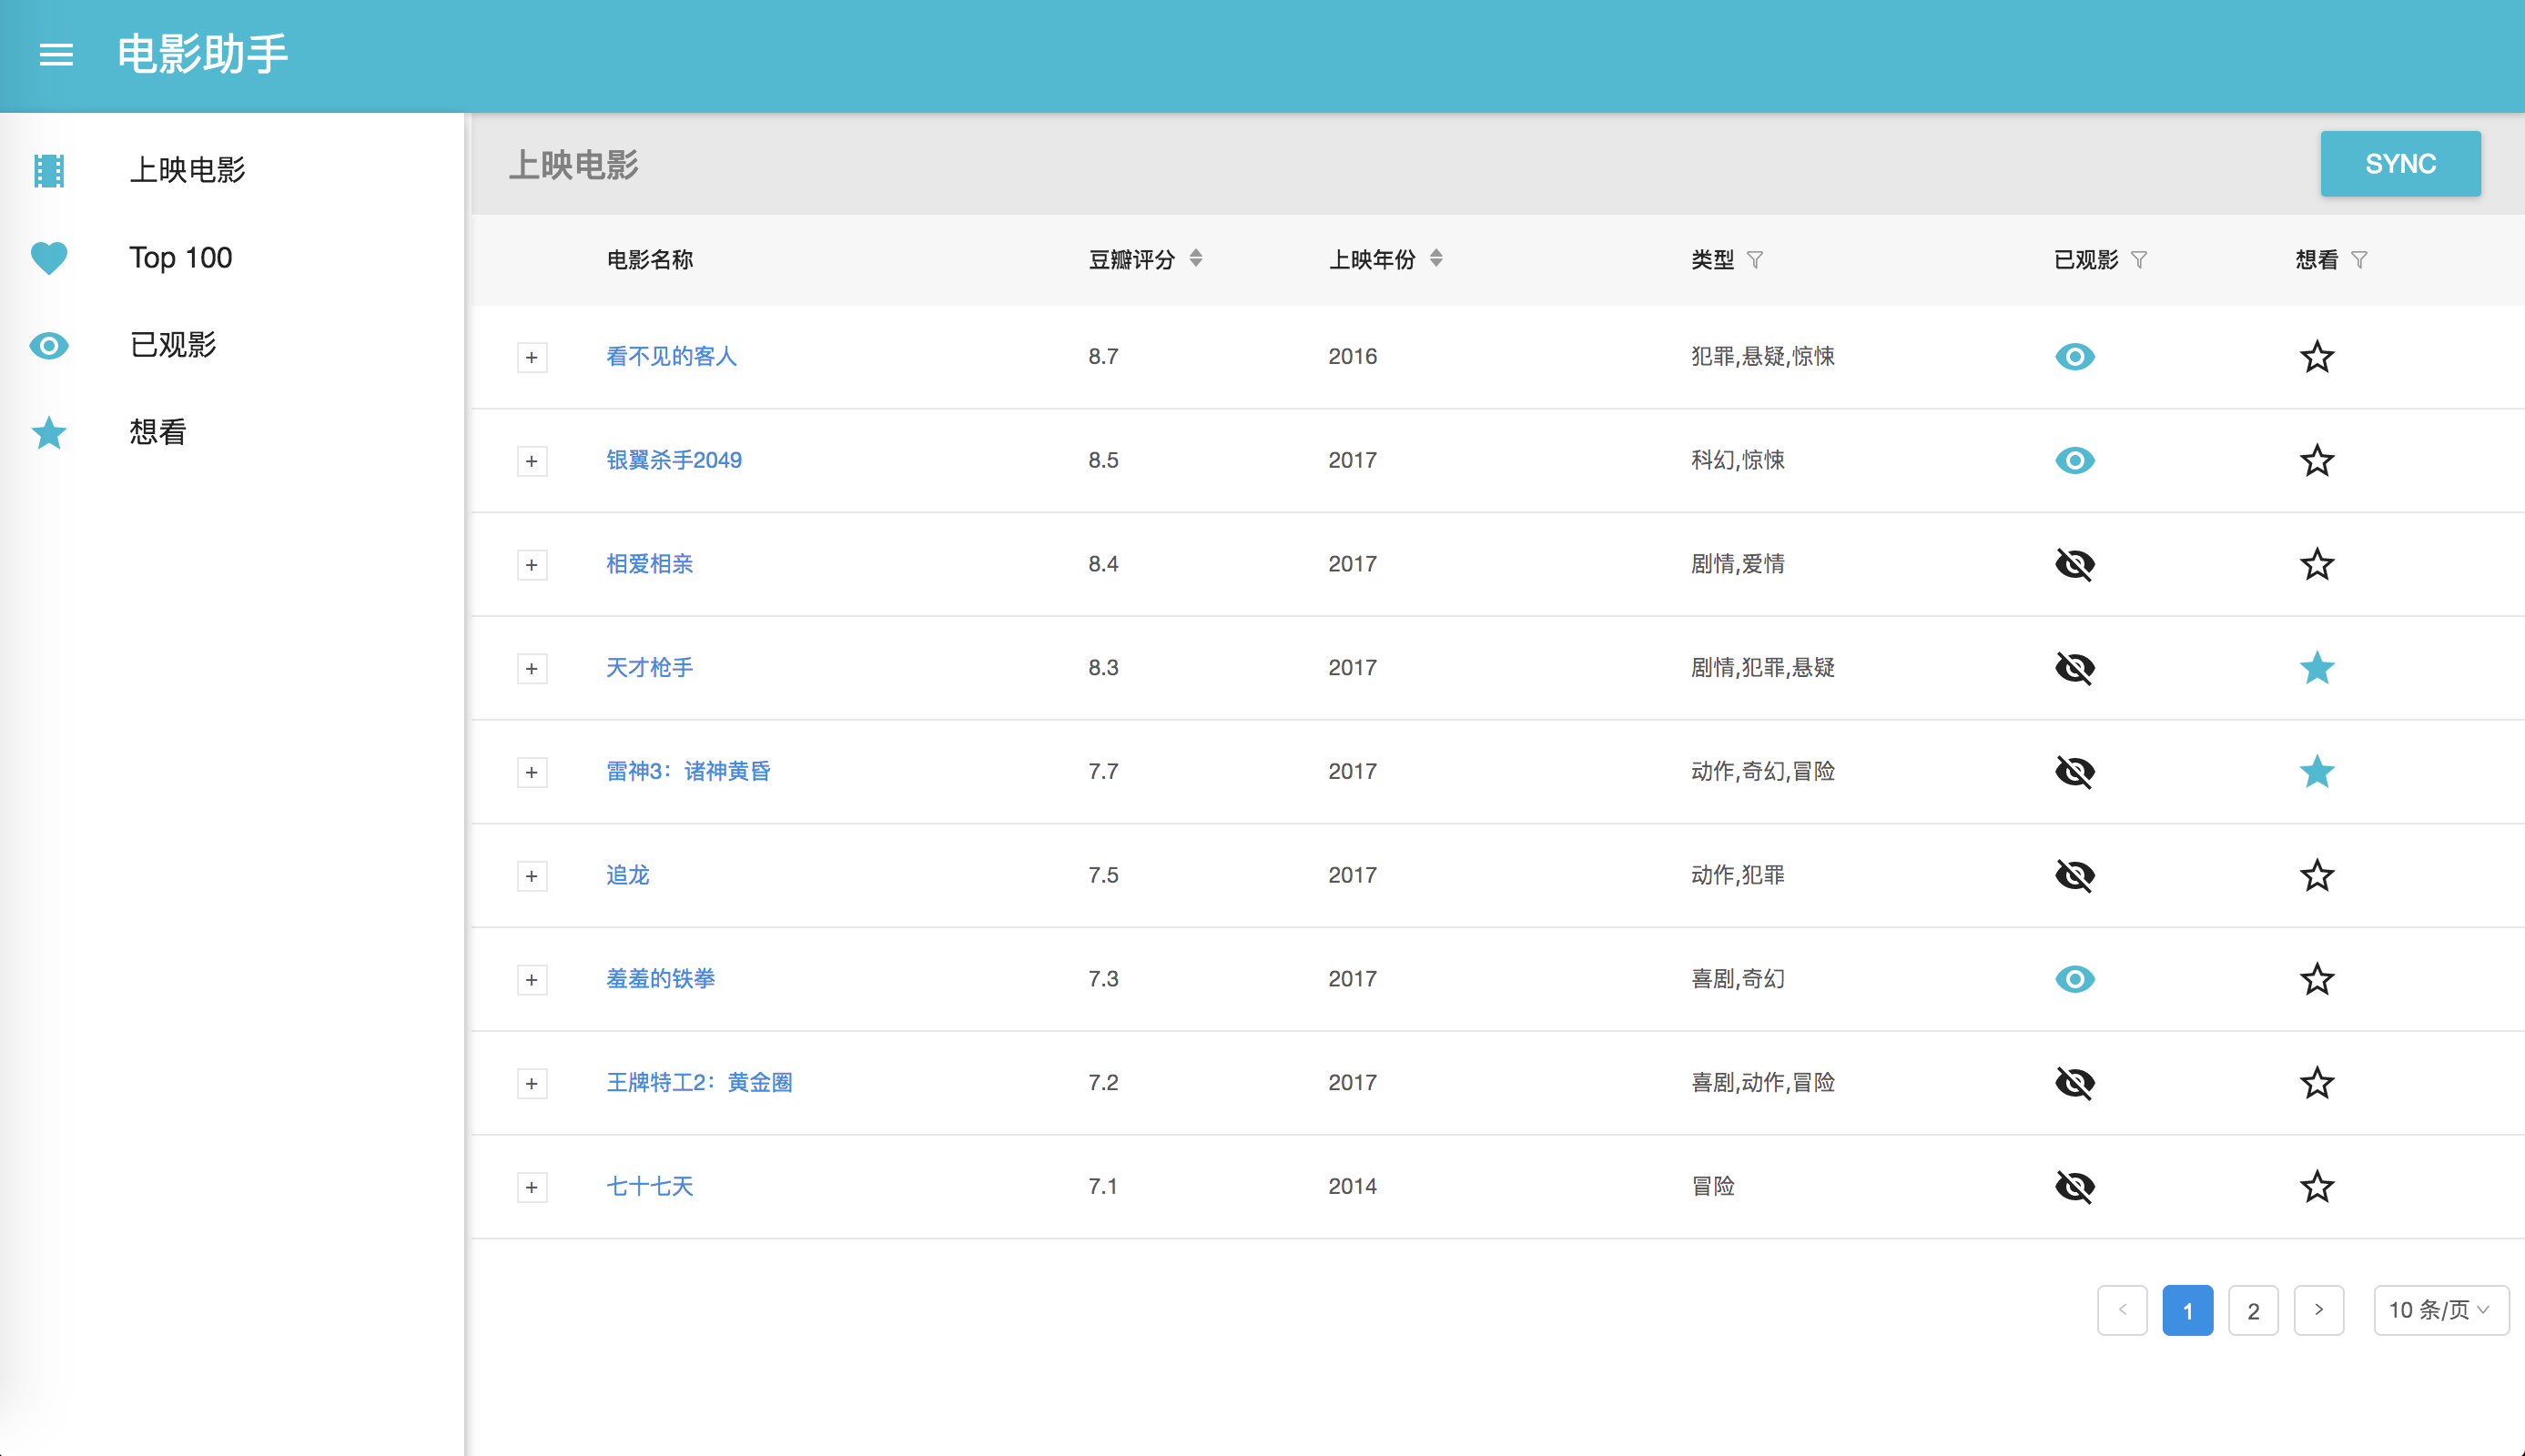 电影助手
上映电影
Top 100
已观影
想看
上映电影
SYNC
电影名称 豆瓣评分 上映年份 类型 已观影 想看
+ 看不见的客人 8.7 2016 犯罪,悬疑,惊悚
+ 银翼杀手2049 8.5 2017 科幻,惊悚
+ 相爱相亲 8.4 2017 剧情,爱情
+ 天才枪手 8.3 2017 剧情,犯罪,悬疑
+ 雷神3：诸神黄昏 7.7 2017 动作,奇幻,冒险
+ 追龙 7.5 2017 动作,犯罪
+ 羞羞的铁拳 7.3 2017 喜剧,奇幻
+ 王牌特工2：黄金圈 7.2 2017 喜剧,动作,冒险
+ 七十七天 7.1 2014 冒险
< 1 2 > 10 条/页